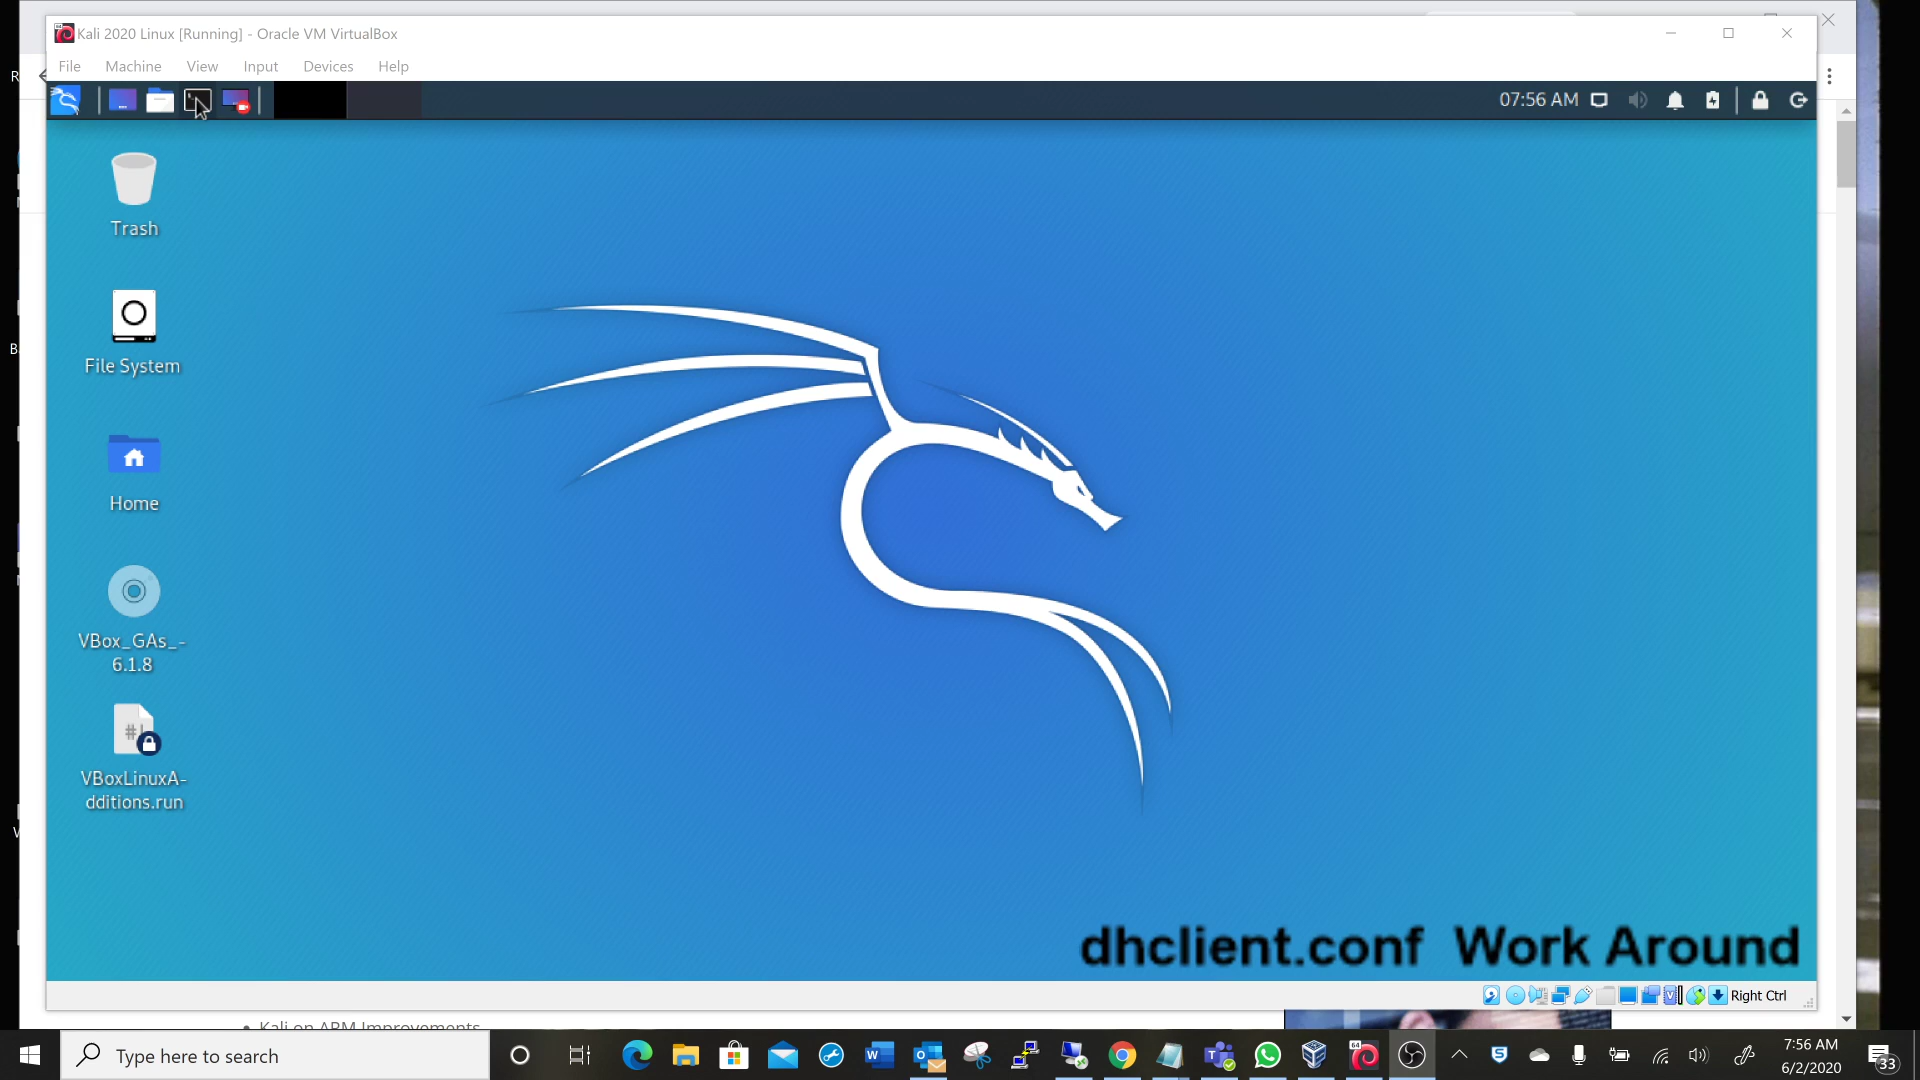 Kali 2020 Linux [Running] - Oracle VM VirtualBox
File Machine View Input Devices Help
07:56 AM
Trash
File System
Home
VBox_GAs_-
6.1.8
VBoxLinuxA-
dditions.run
dhclient.conf Work Around
Right Ctrl
Kali on ARM Improvements
Type here to search
7:56 AM
6/2/2020
33